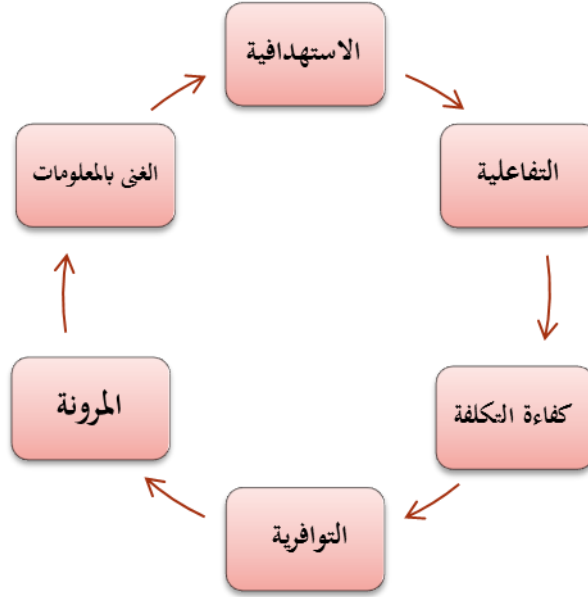 الاستهدافية
التفاعلية
كفاءة التكلفة
التوافرية
المرونة
الغنى بالمعلومات